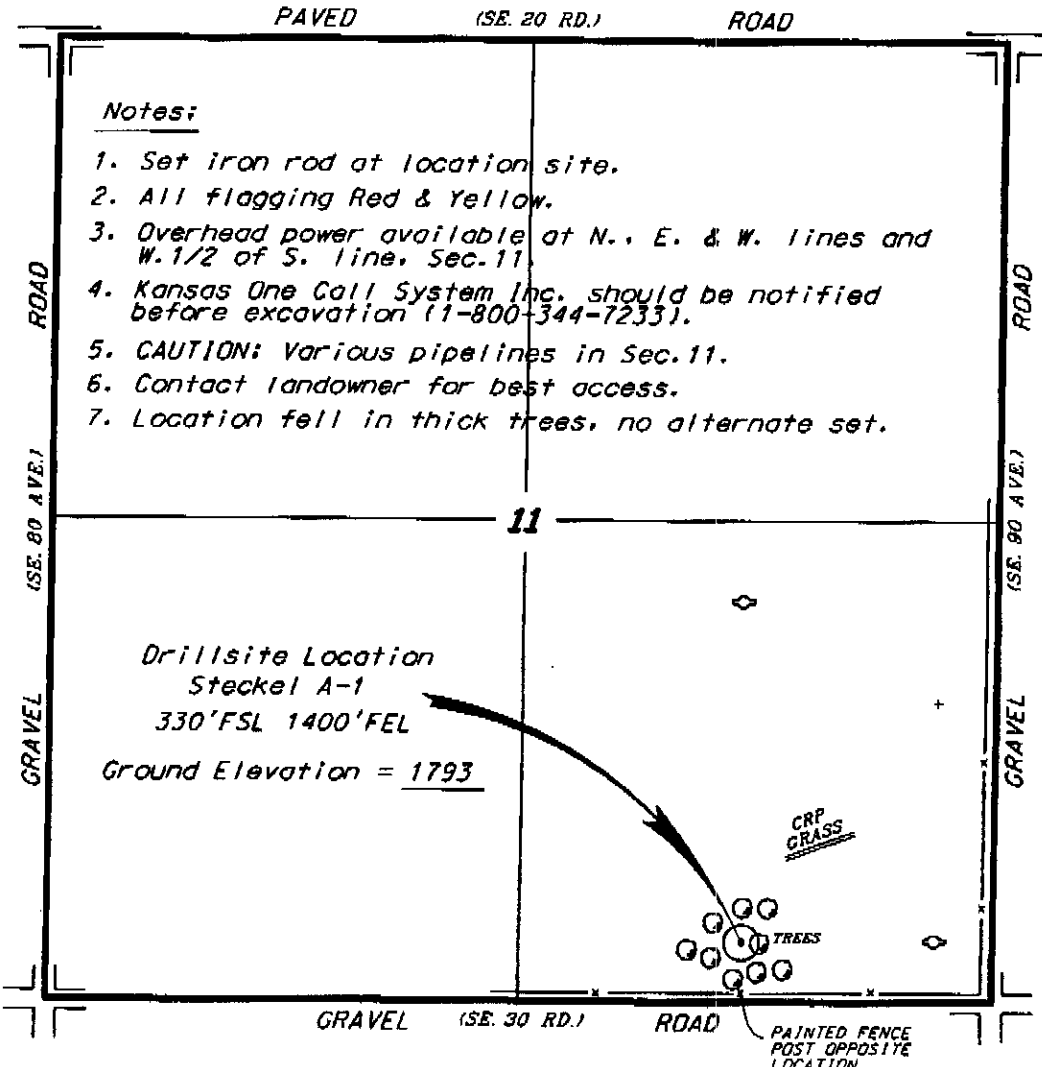 PAVED (SE. 20 RD.) ROAD
Notes:
1. Set iron rod at location site.
2. All flagging Red & Yellow.
3. Overhead power available at N., E. & W. lines and
W.1/2 of S. line, Sec.11.
4. Kansas One Call System Inc. should be notified
before excavation (1-800-344-7233).
5. CAUTION: Various pipelines in Sec.11.
6. Contact landowner for best access.
7. Location fell in thick trees, no alternate set.
GRAVEL (SE. 80 AVE.) ROAD
GRAVEL (SE. 90 AVE.) ROAD
11
Drillsite Location
Steckel A-1
330'FSL 1400'FEL
Ground Elevation = 1793
CRP
GRASS
TREES
GRAVEL (SE. 30 RD.) ROAD
PAINTED FENCE
POST OPPOSITE
LOCATION